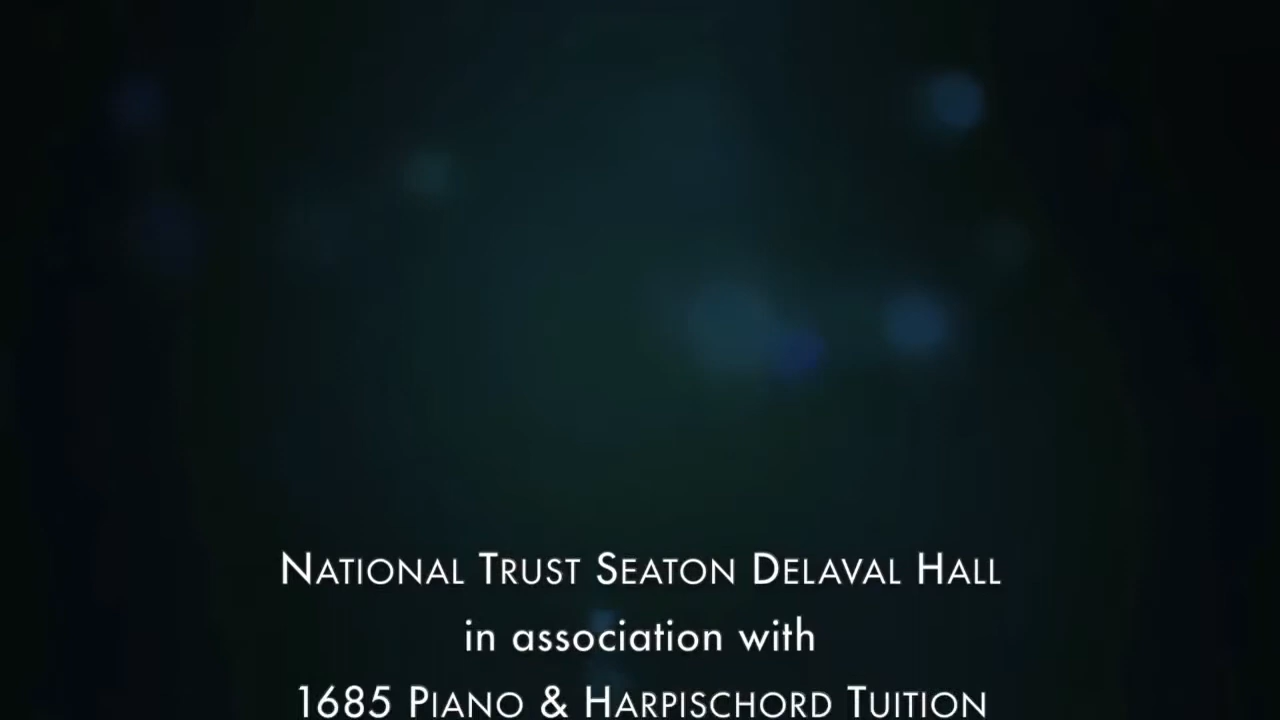 National Trust Seaton Delaval Hall
in association with
1685 Piano & Harpischord Tuition